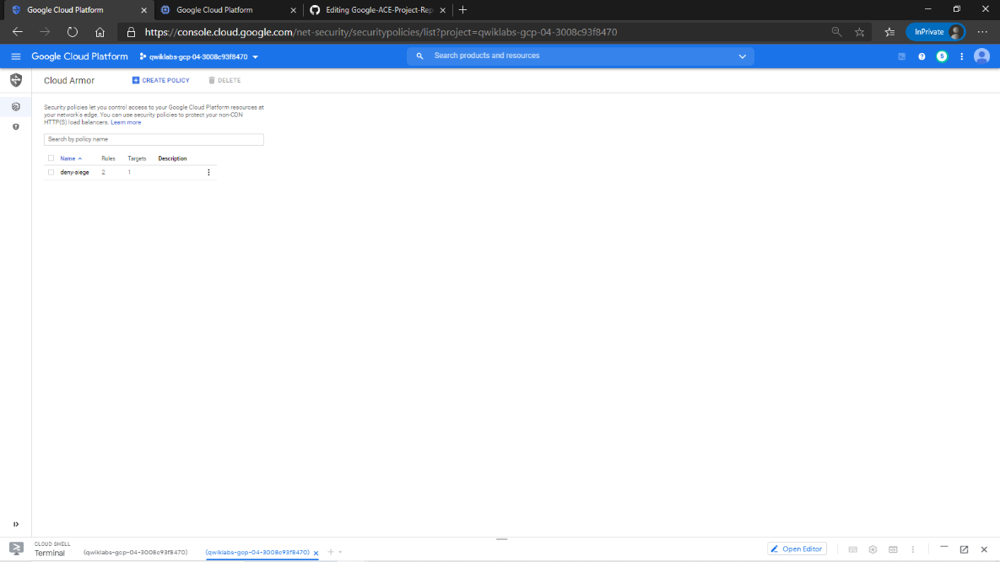 Google Cloud Platform
Google Cloud Platform
Editing Google-ACE-Project-Rep
https://console.cloud.google.com/net-security/securitypolicies/list?project=qwiklabs-gcp-04-3008c93f8470
InPrivate
Google Cloud Platform
qwiklabs-gcp-04-3008c93f8470
Search products and resources
5
Cloud Armor
CREATE POLICY
DELETE
Security policies let you control access to your Google Cloud Platform resources at
your network's edge. You can use security policies to protect your non-CDN
HTTP(S) load balancers. Learn more
Search by policy name
Name Rules Targets Description
deny-siege 2 1
CLOUD SHELL
Terminal
(qwiklabs-gcp-04-3008c93f8470)
(qwiklabs-gcp-04-3008c93f8470)
Open Editor